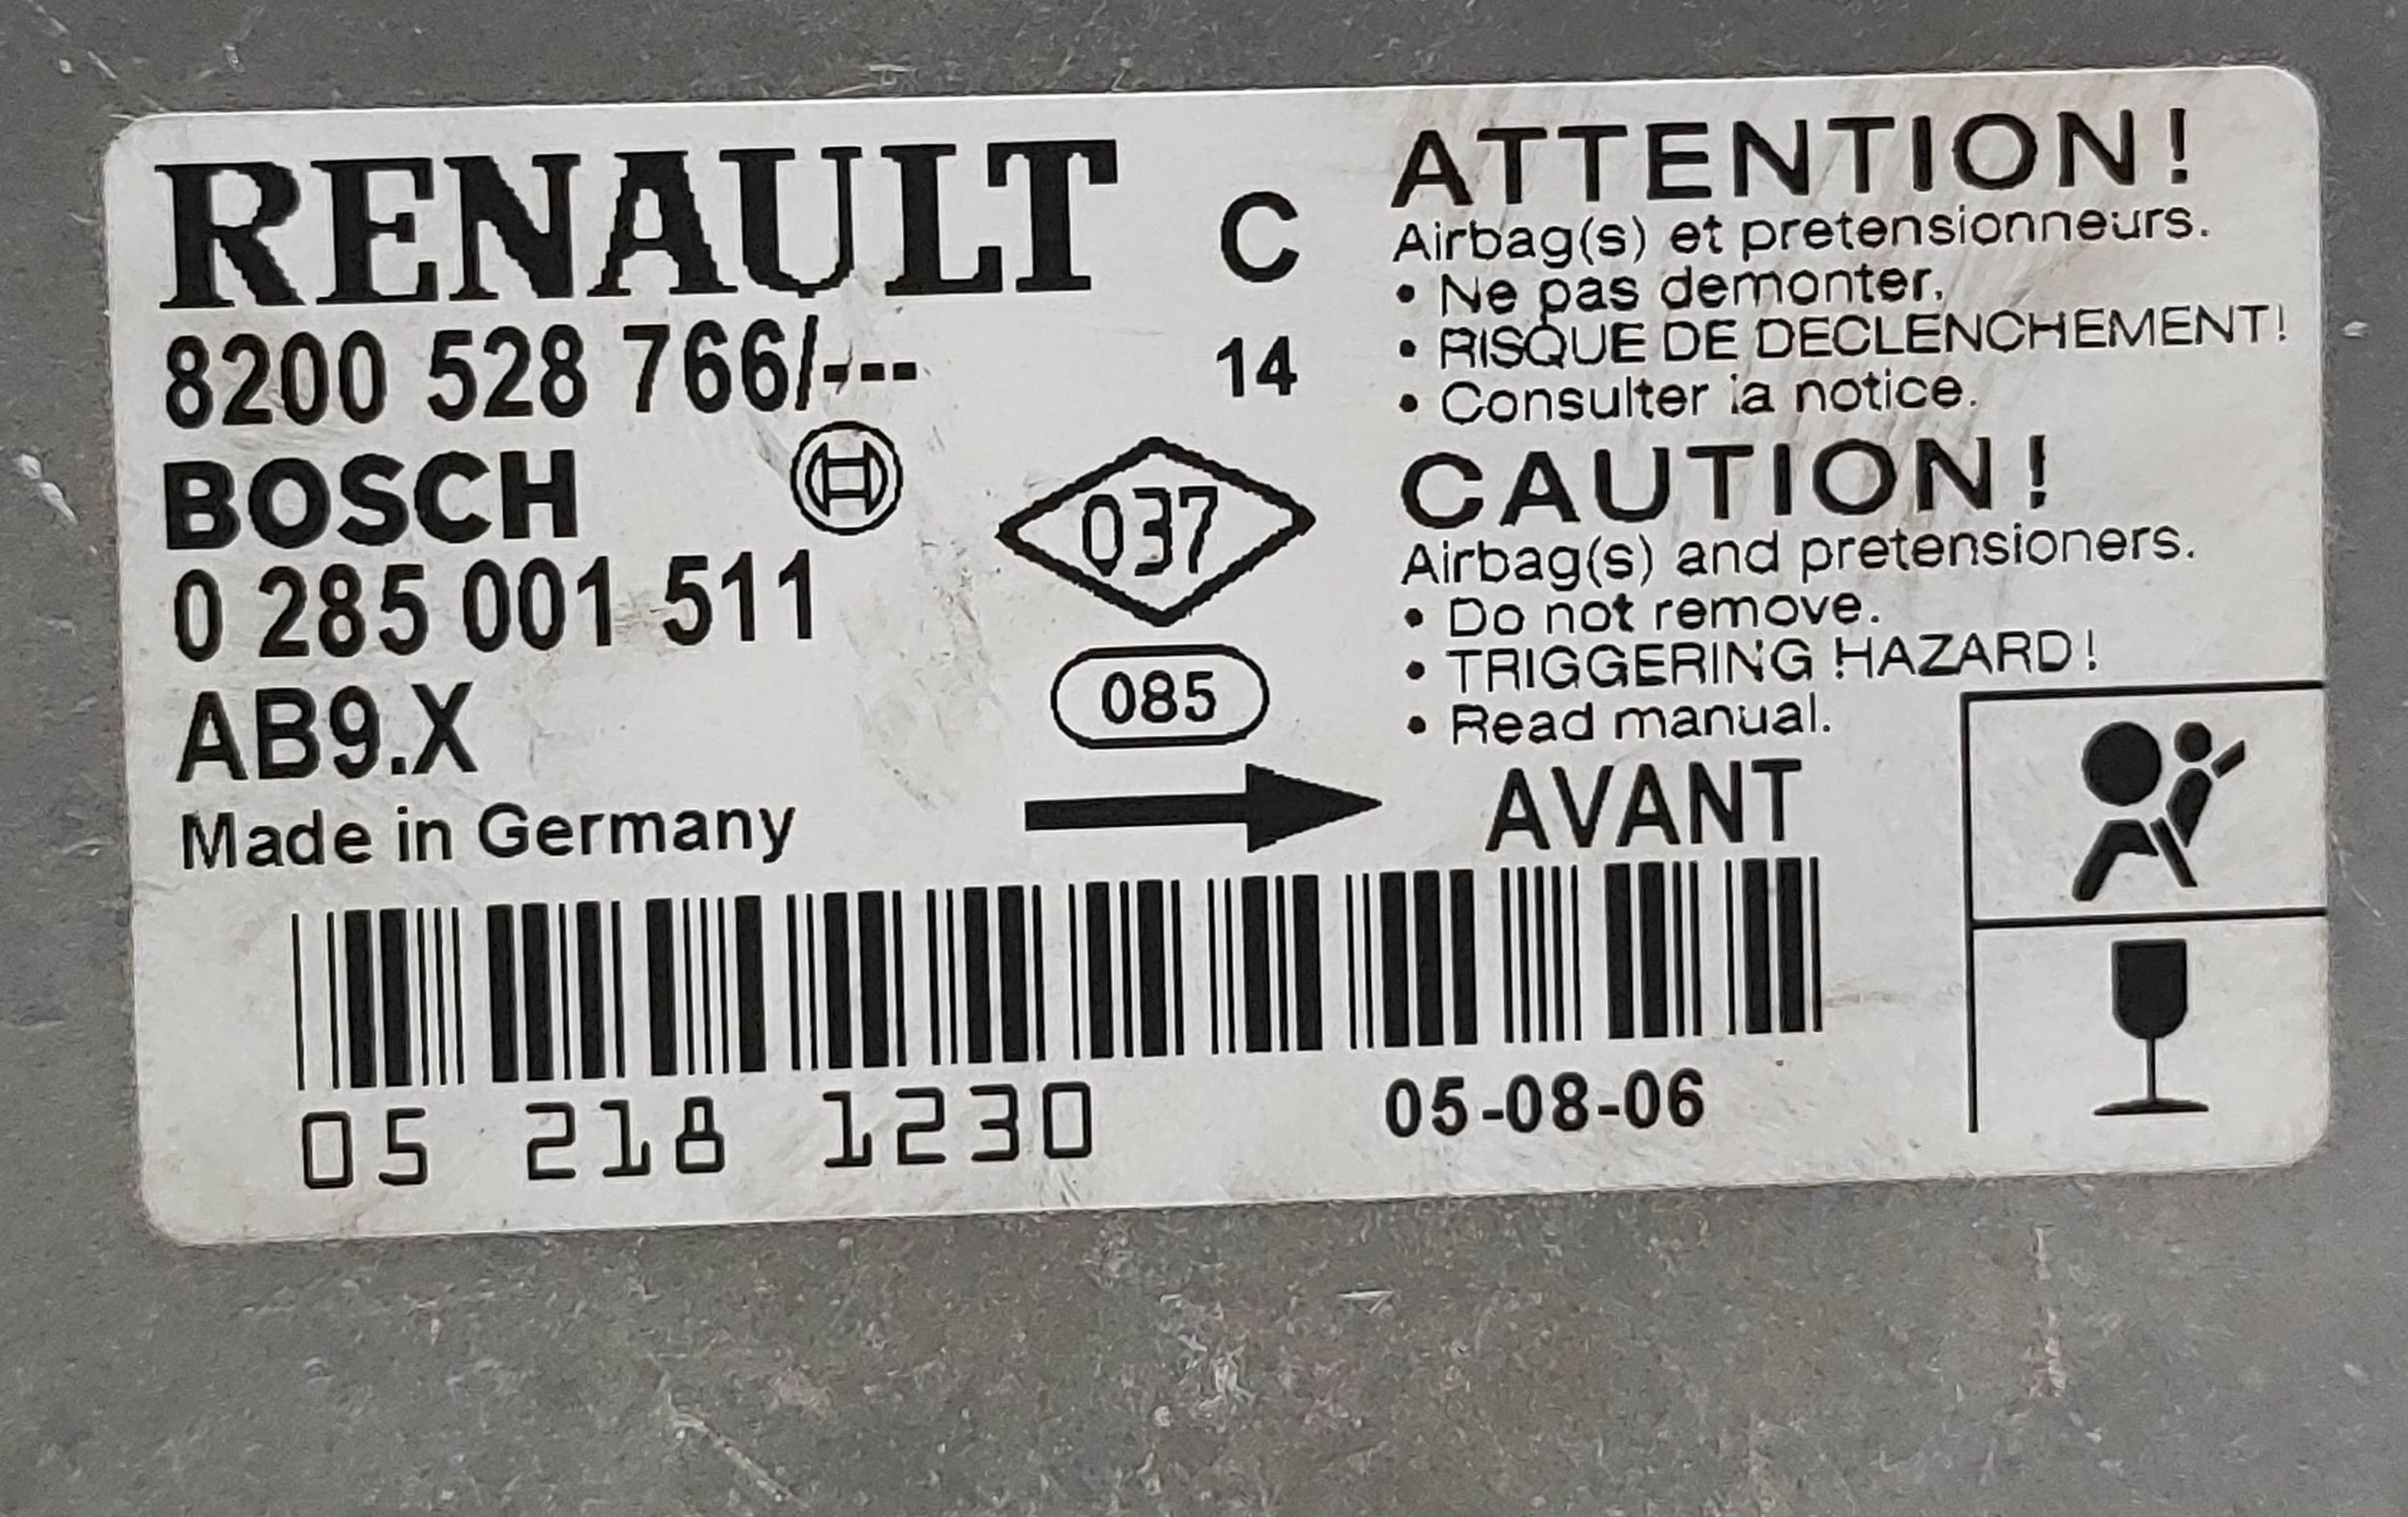 RENAULT C
8200 528 766/--- 14
BOSCH
0 285 001 511
AB9.X
Made in Germany
037
085
ATTENTION!
Airbag(s) et pretensionneurs.
• Ne pas demonter.
• RISQUE DE DECLENCHEMENT!
• Consulter la notice.
CAUTION!
Airbag(s) and pretensioners.
• Do not remove.
• TRIGGERING HAZARD!
• Read manual.
AVANT
05 218 1230
05-08-06